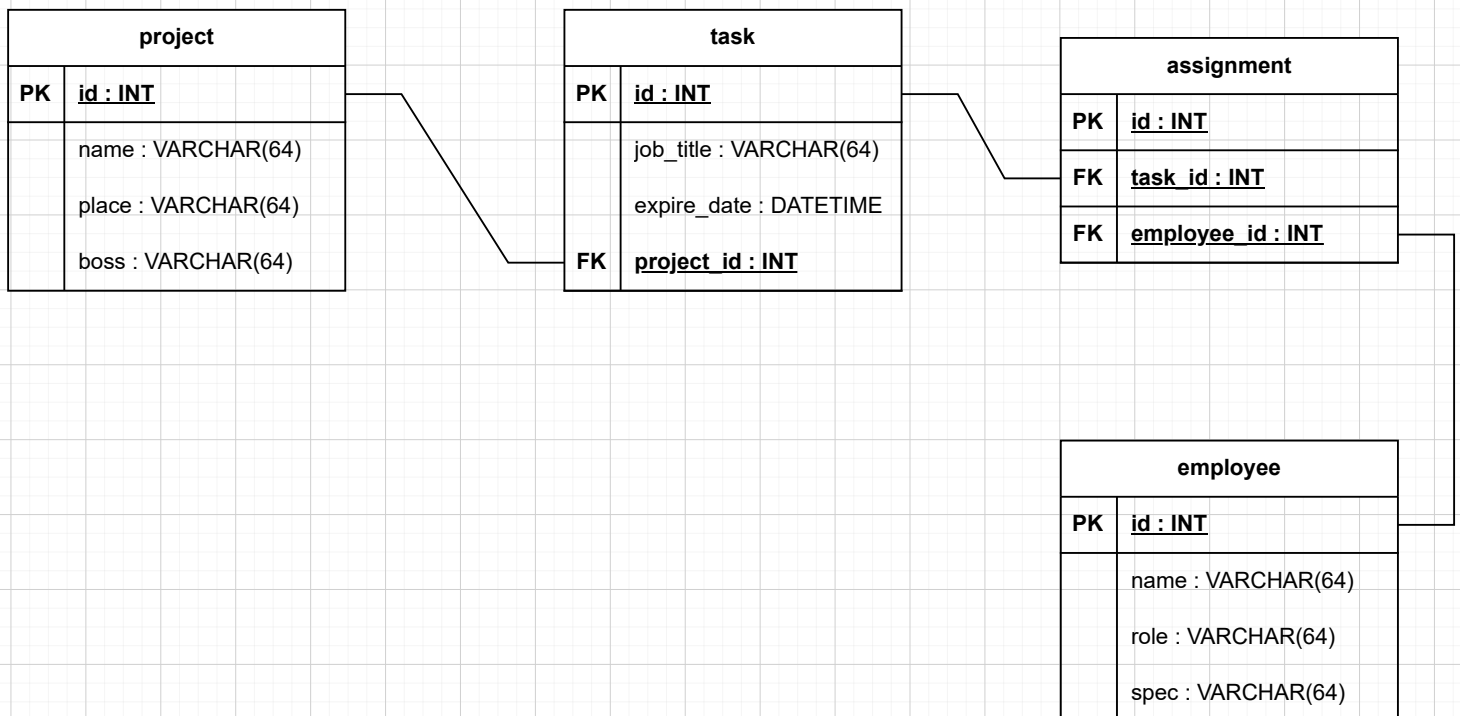 project
PK id : INT
name : VARCHAR(64)
place : VARCHAR(64)
boss : VARCHAR(64)
task
PK id : INT
job_title : VARCHAR(64)
expire_date : DATETIME
FK project_id : INT
assignment
PK id : INT
FK task_id : INT
FK employee_id : INT
employee
PK id : INT
name : VARCHAR(64)
role : VARCHAR(64)
spec : VARCHAR(64)